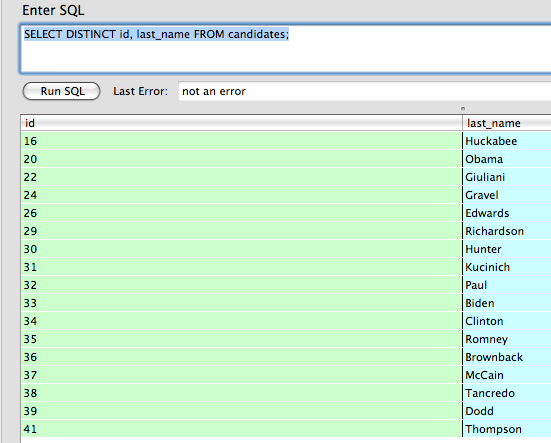 Enter SQL
SELECT DISTINCT id, last_name FROM candidates;
Run SQL Last Error: not an error
id last_name
16 Huckabee
20 Obama
22 Giuliani
24 Gravel
26 Edwards
29 Richardson
30 Hunter
31 Kucinich
32 Paul
33 Biden
34 Clinton
35 Romney
36 Brownback
37 McCain
38 Tancredo
39 Dodd
41 Thompson